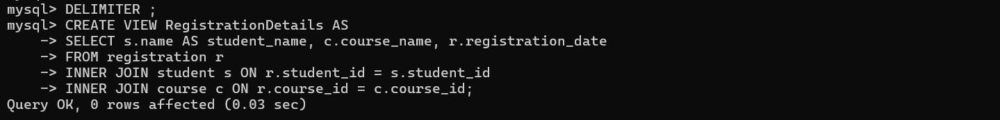 mysql> DELIMITER ;
mysql> CREATE VIEW RegistrationDetails AS
    -> SELECT s.name AS student_name, c.course_name, r.registration_date
    -> FROM registration r
    -> INNER JOIN student s ON r.student_id = s.student_id
    -> INNER JOIN course c ON r.course_id = c.course_id;
Query OK, 0 rows affected (0.03 sec)